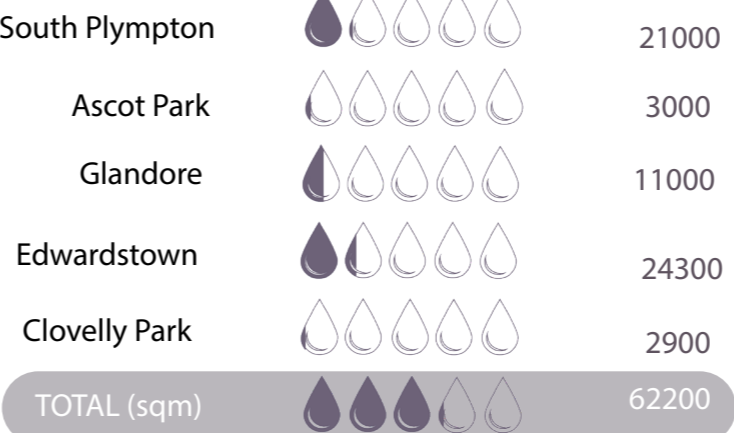 South Plympton 21000
Ascot Park 3000
Glandore 11000
Edwardstown 24300
Clovelly Park 2900
TOTAL (sqm) 62200